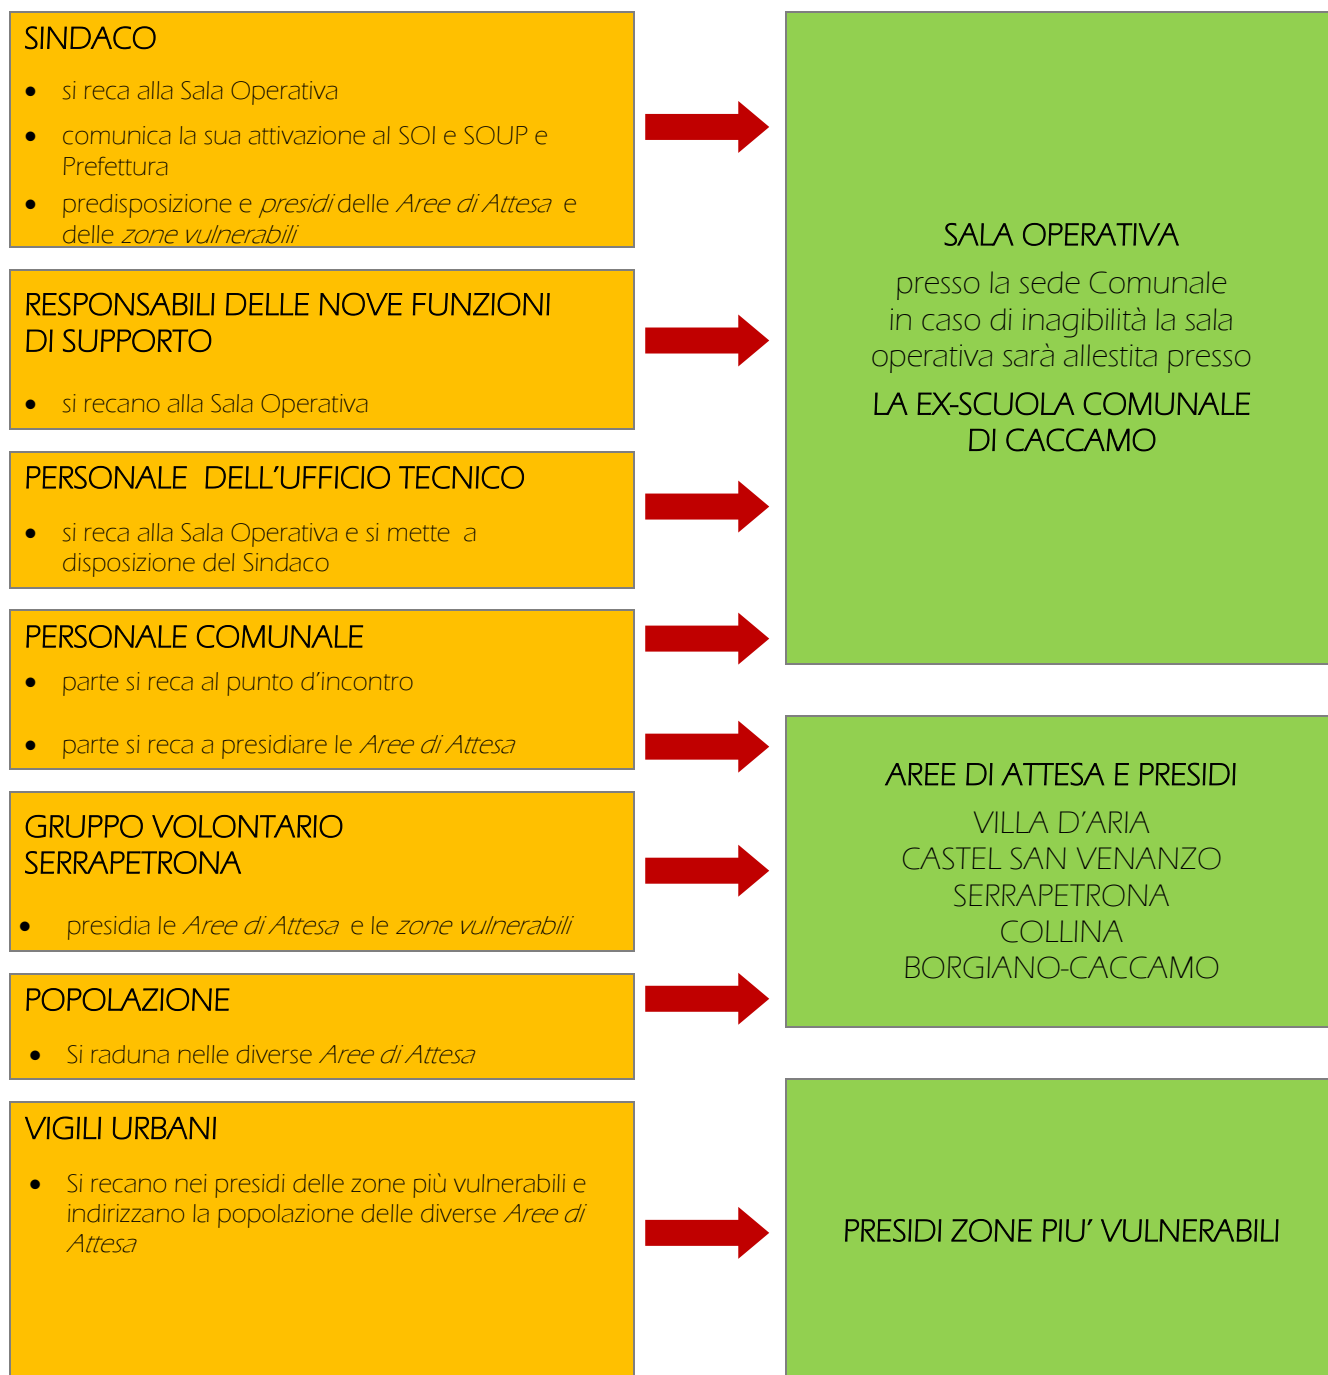 SINDACO
• si reca alla Sala Operativa
• comunica la sua attivazione al SOI e SOUP e
Prefettura
• predisposizione e presidi delle Aree di Attesa e
delle zone vulnerabili
RESPONSABILI DELLE NOVE FUNZIONI
DI SUPPORTO
• si recano alla Sala Operativa
PERSONALE DELL'UFFICIO TECNICO
• si reca alla Sala Operativa e si mette a
disposizione del Sindaco
PERSONALE COMUNALE
• parte si reca al punto d'incontro
• parte si reca a presidiare le Aree di Attesa
GRUPPO VOLONTARIO
SERRAPETRONA
• presidia le Aree di Attesa e le zone vulnerabili
POPOLAZIONE
• Si raduna nelle diverse Aree di Attesa
VIGILI URBANI
• Si recano nei presidi delle zone più vulnerabili e
indirizzano la popolazione delle diverse Aree di
Attesa
SALA OPERATIVA
presso la sede Comunale
in caso di inagibilità la sala
operativa sarà allestita presso
LA EX-SCUOLA COMUNALE
DI CACCAMO
AREE DI ATTESA E PRESIDI
VILLA D'ARIA
CASTEL SAN VENANZO
SERRAPETRONA
COLLINA
BORGIANO-CACCAMO
PRESIDI ZONE PIU' VULNERABILI